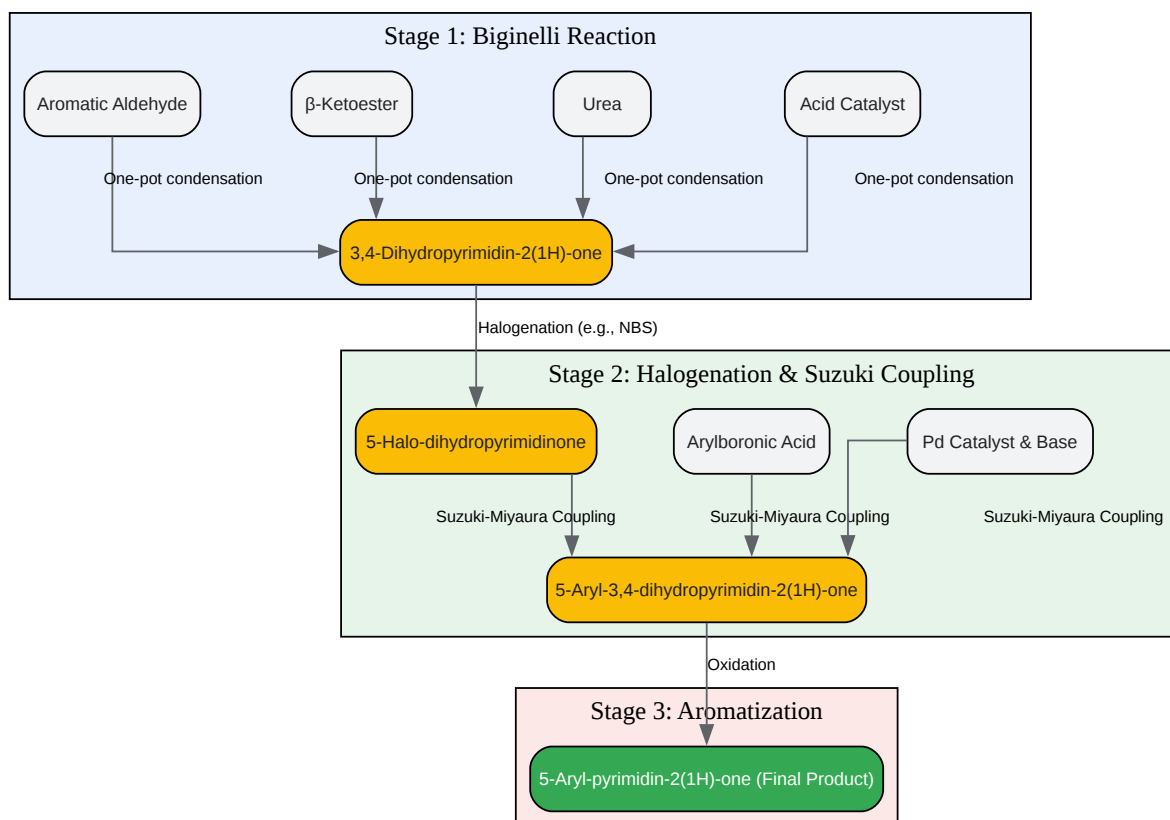 Stage 1: Biginelli Reaction
Aromatic Aldehyde
β-Ketoester
Urea
Acid Catalyst
One-pot condensation
One-pot condensation
One-pot condensation
One-pot condensation
3,4-Dihydropyrimidin-2(1H)-one
Halogenation (e.g., NBS)
Stage 2: Halogenation & Suzuki Coupling
5-Halo-dihydropyrimidinone
Arylboronic Acid
Pd Catalyst & Base
Suzuki-Miyaura Coupling
Suzuki-Miyaura Coupling
Suzuki-Miyaura Coupling
5-Aryl-3,4-dihydropyrimidin-2(1H)-one
Oxidation
Stage 3: Aromatization
5-Aryl-pyrimidin-2(1H)-one (Final Product)